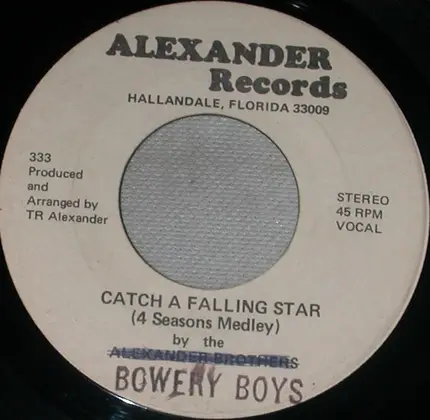 ALEXANDER
Records
HALLANDALE, FLORIDA 33009
333
Produced
and
Arranged by
TR Alexander
STEREO
45 RPM
VOCAL
CATCH A FALLING STAR
(4 Seasons Medley)
by the
ALEXANDER BROTHERS
BOWERY BOYS